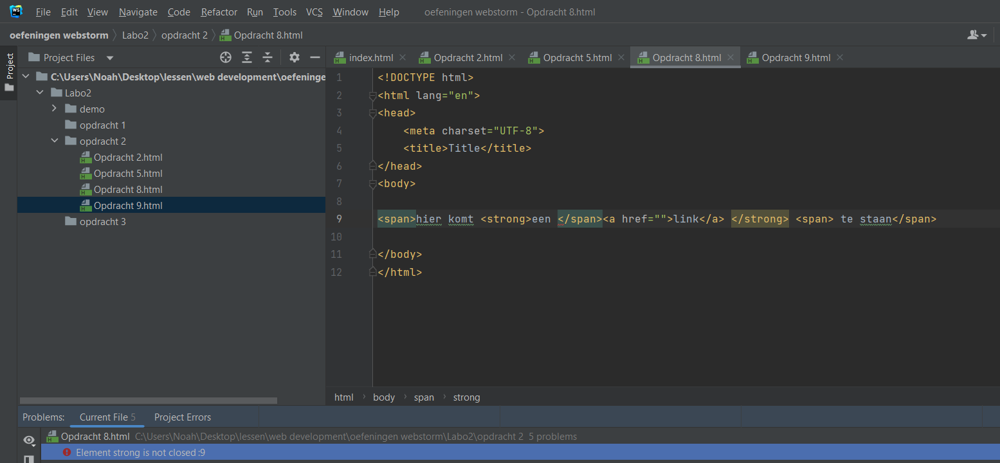 WS File Edit View Navigate Code Refactor Run Tools VCS Window Help oefeningen webstorm - Opdracht 8.html
oefeningen webstorm Labo2 opdracht 2 Opdracht 8.html
Project
Project Files
C:\Users\Noah\Desktop\lessen\web development\oefeninge
Labo2
demo
opdracht 1
opdracht 2
Opdracht 2.html
Opdracht 5.html
Opdracht 8.html
Opdracht 9.html
opdracht 3
index.html Opdracht 2.html Opdracht 5.html Opdracht 8.html Opdracht 9.html
1 <!DOCTYPE html>
2 <html lang="en">
3 <head>
4 <meta charset="UTF-8">
5 <title>Title</title>
6 </head>
7 <body>
8
9 <span>hier komt <strong>een </span><a href="">link</a> </strong> <span> te staan</span>
10
11 </body>
12 </html>
html body span strong
Problems: Current File 5 Project Errors
Opdracht 8.html C:\Users\Noah\Desktop\lessen\web development\oefeningen webstorm\Labo2\opdracht 2 5 problems
Element strong is not closed :9